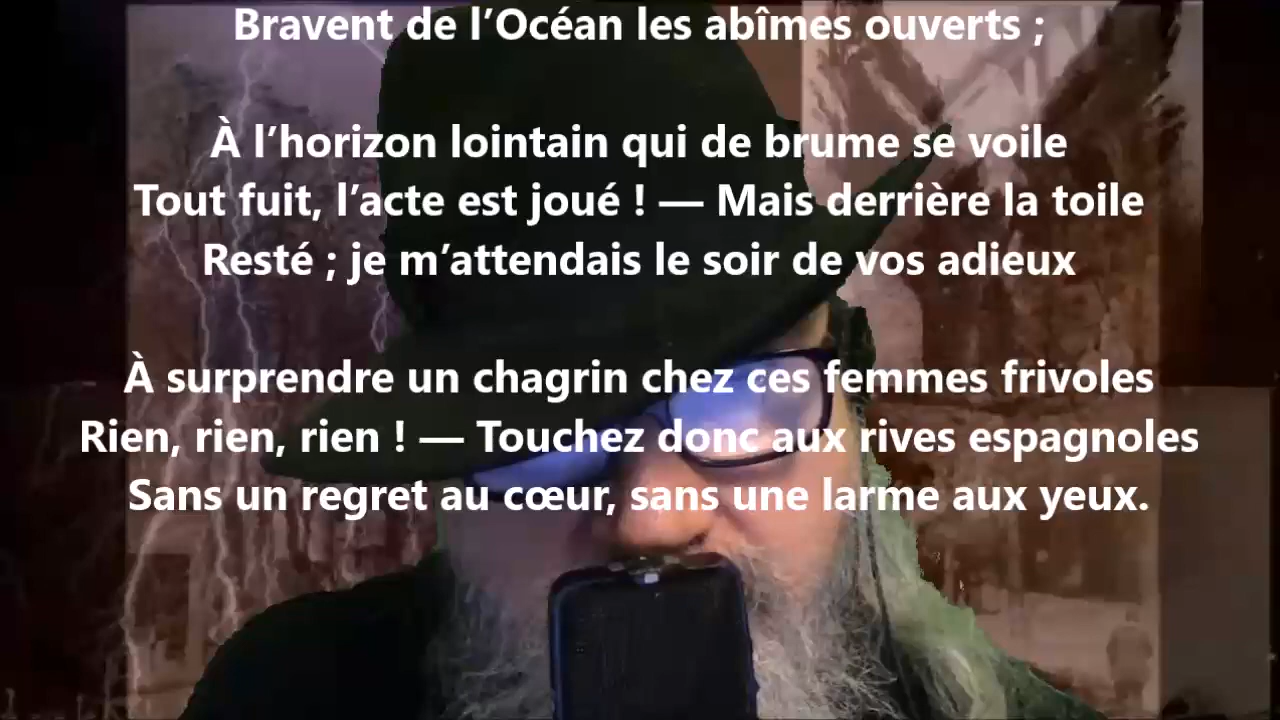 Bravent de l’Océan les abîmes ouverts ;
À l’horizon lointain qui de brume se voile
Tout fuit, l’acte est joué ! — Mais derrière la toile
Resté ; je m’attendais le soir de vos adieux
À surprendre un chagrin chez ces femmes frivoles
Rien, rien, rien ! — Touchez donc aux rives espagnoles
Sans un regret au cœur, sans une larme aux yeux.